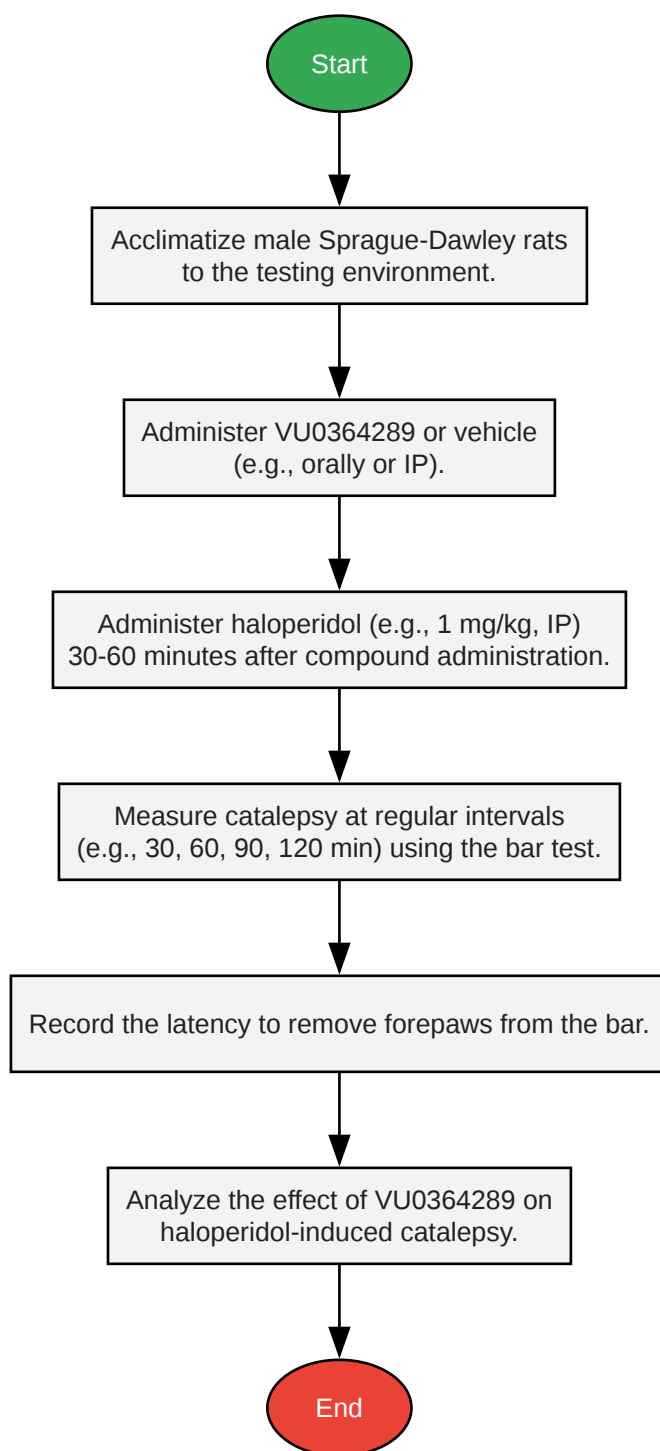 Start
Acclimatize male Sprague-Dawley rats
to the testing environment.
Administer VU0364289 or vehicle
(e.g., orally or IP).
Administer haloperidol (e.g., 1 mg/kg, IP)
30-60 minutes after compound administration.
Measure catalepsy at regular intervals
(e.g., 30, 60, 90, 120 min) using the bar test.
Record the latency to remove forepaws from the bar.
Analyze the effect of VU0364289 on
haloperidol-induced catalepsy.
End